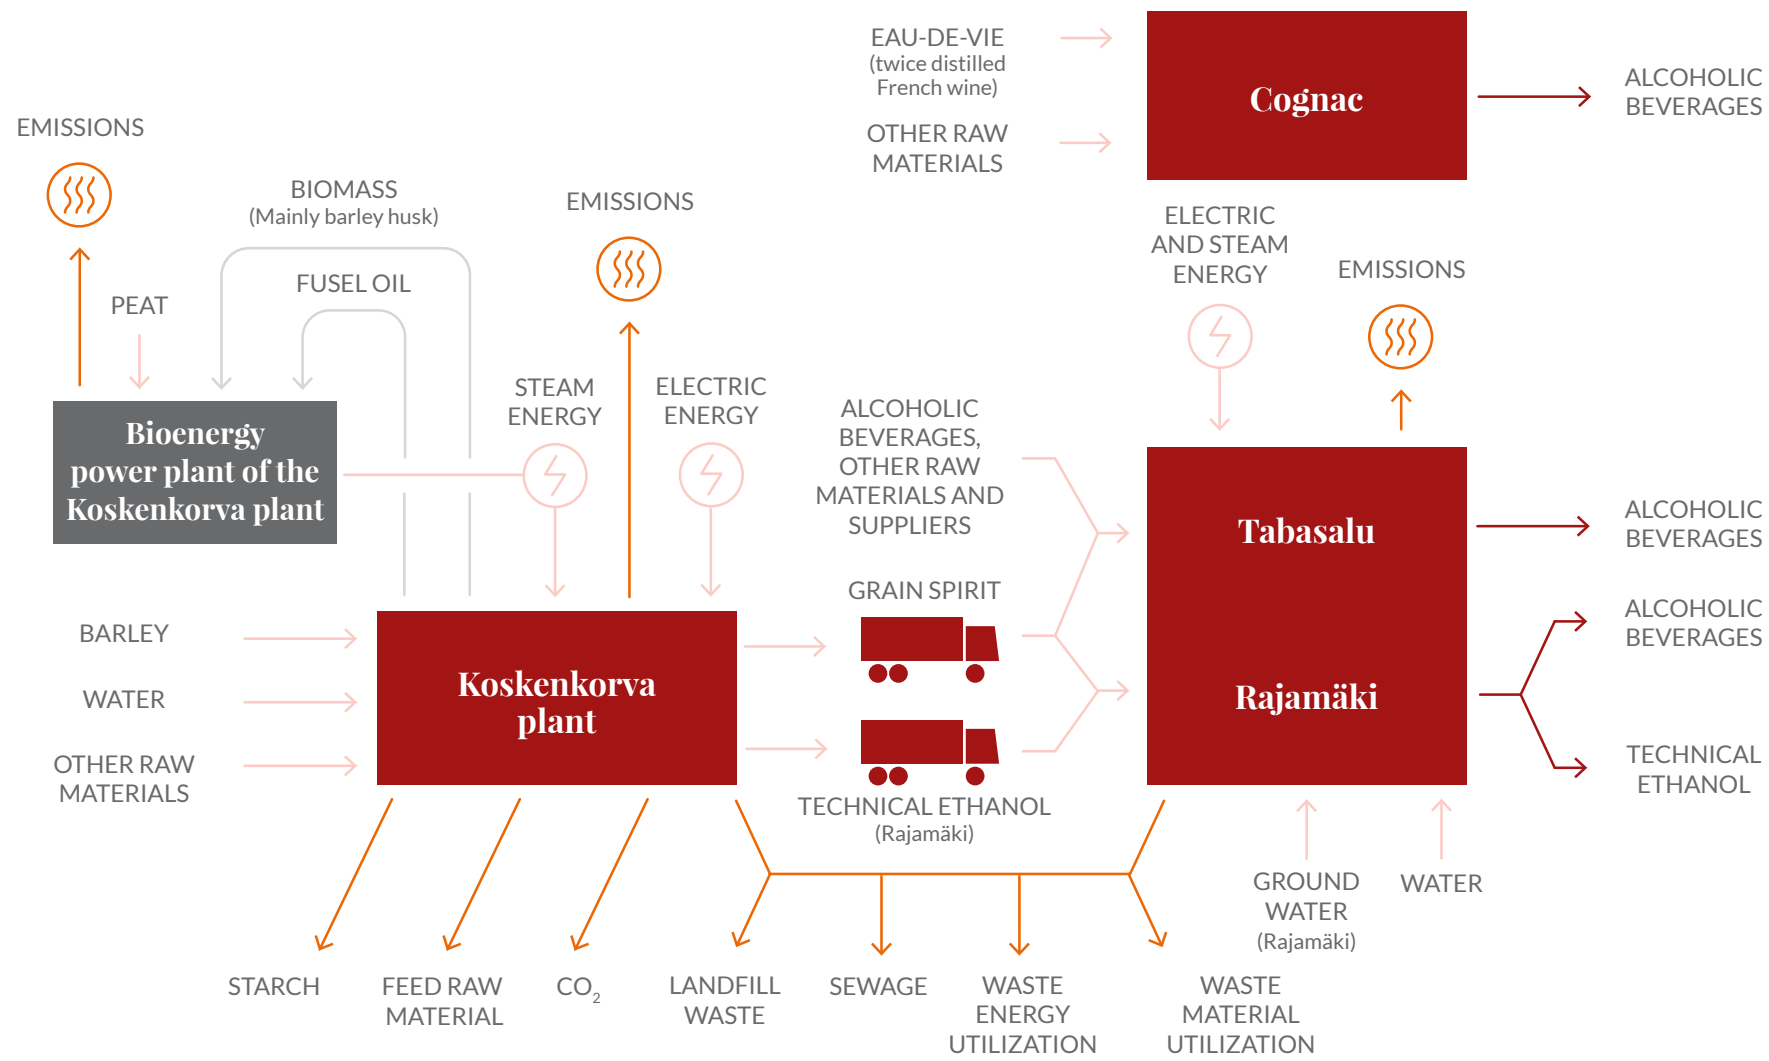 EAU-DE-VIE
(twice distilled
French wine)
OTHER RAW
MATERIALS
Cognac
ALCOHOLIC
BEVERAGES
EMISSIONS
BIOMASS
(Mainly barley husk)
FUSEL OIL
PEAT
EMISSIONS
Bioenergy
power plant of the
Koskenkorva plant
STEAM
ENERGY
ELECTRIC
ENERGY
ELECTRIC
AND STEAM
ENERGY
EMISSIONS
ALCOHOLIC
BEVERAGES,
OTHER RAW
MATERIALS AND
SUPPLIERS
GRAIN SPIRIT
TECHNICAL ETHANOL
(Rajamäki)
BARLEY
WATER
OTHER RAW
MATERIALS
Koskenkorva
plant
Tabasalu
Rajamäki
ALCOHOLIC
BEVERAGES
ALCOHOLIC
BEVERAGES
TECHNICAL
ETHANOL
GROUND
WATER
(Rajamäki)
WATER
STARCH
FEED RAW
MATERIAL
CO₂
LANDFILL
WASTE
SEWAGE
WASTE
ENERGY
UTILIZATION
WASTE
MATERIAL
UTILIZATION